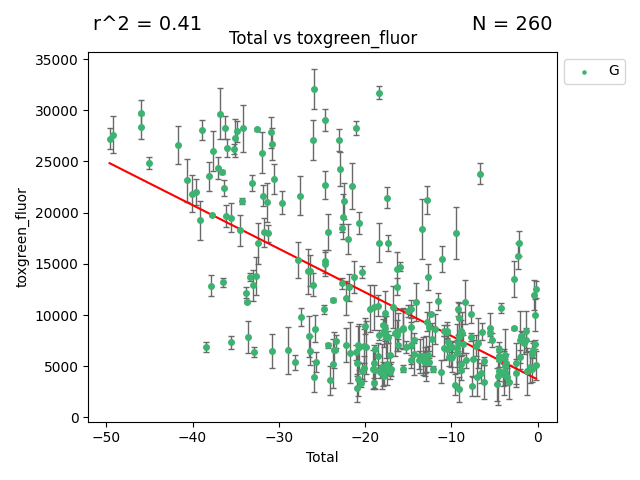 r^2 = 0.41
N = 260
Total vs toxgreen_fluor
G
35000
30000
25000
20000
15000
10000
5000
0
toxgreen_fluor
−50
−40
−30
−20
−10
0
Total